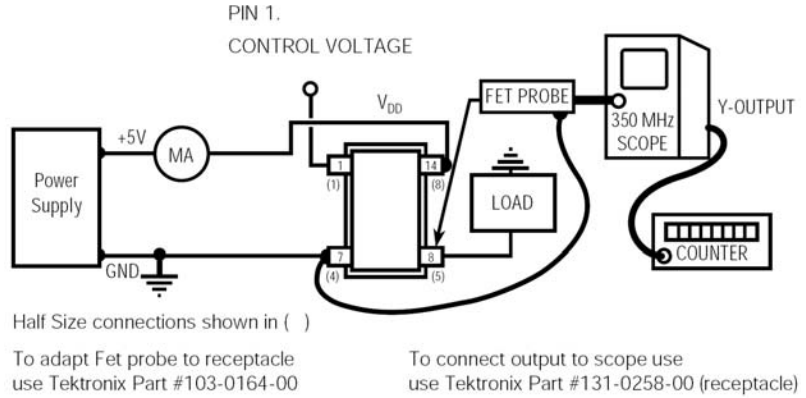 PIN 1.
CONTROL VOLTAGE
+5V
MA
VDD
FET PROBE
350 MHz
SCOPE
Y-OUTPUT
Power
Supply
1
14
(1)
(8)
LOAD
GND
7
8
(4)
(5)
COUNTER
Half Size connections shown in ( )
To adapt Fet probe to receptacle
use Tektronix Part #103-0164-00
To connect output to scope use
use Tektronix Part #131-0258-00 (receptacle)